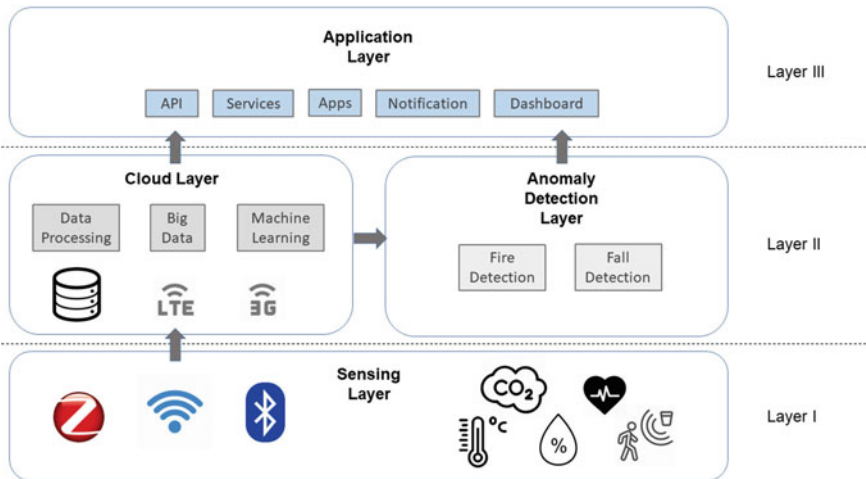 Application
Layer
Layer III
API
Services
Apps
Notification
Dashboard
Cloud Layer
Anomaly
Detection
Layer
Data
Processing
Big
Data
Machine
Learning
Layer II
Fire
Detection
Fall
Detection
LTE
3G
Sensing
Layer
CO2
°C
%
Layer I
Z